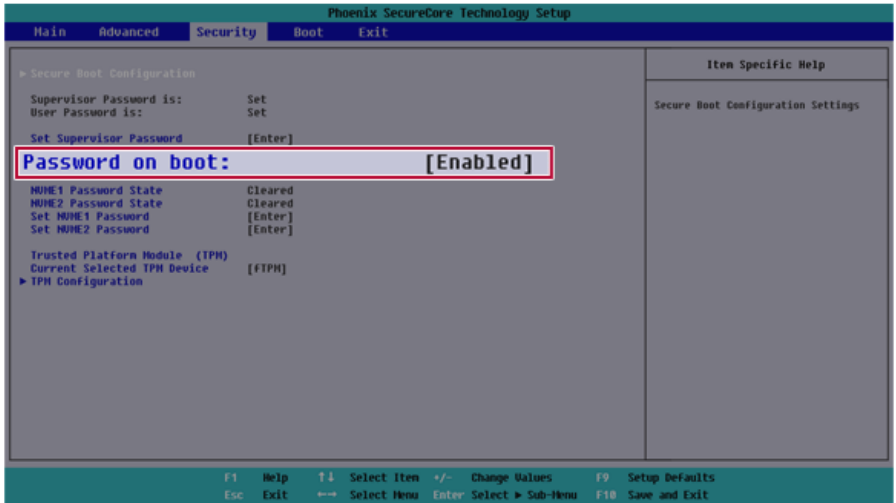 Phoenix SecureCore Technology Setup
Main Advanced Security Boot Exit
Item Specific Help
▶ Secure Boot Configuration
Secure Boot Configuration Settings
Supervisor Password is: Set
User Password is: Set
Set Supervisor Password [Enter]
Password on boot: [Enabled]
NVME1 Password State Cleared
NVME2 Password State Cleared
Set NVME1 Password [Enter]
Set NVME2 Password [Enter]
Trusted Platform Module (TPM)
Current Selected TPM Device [fTPM]
▶ TPM Configuration
F1 Help ↑↓ Select Item +/- Change Values F9 Setup Defaults
Esc Exit ←→ Select Menu Enter Select ▶ Sub-Menu F10 Save and Exit